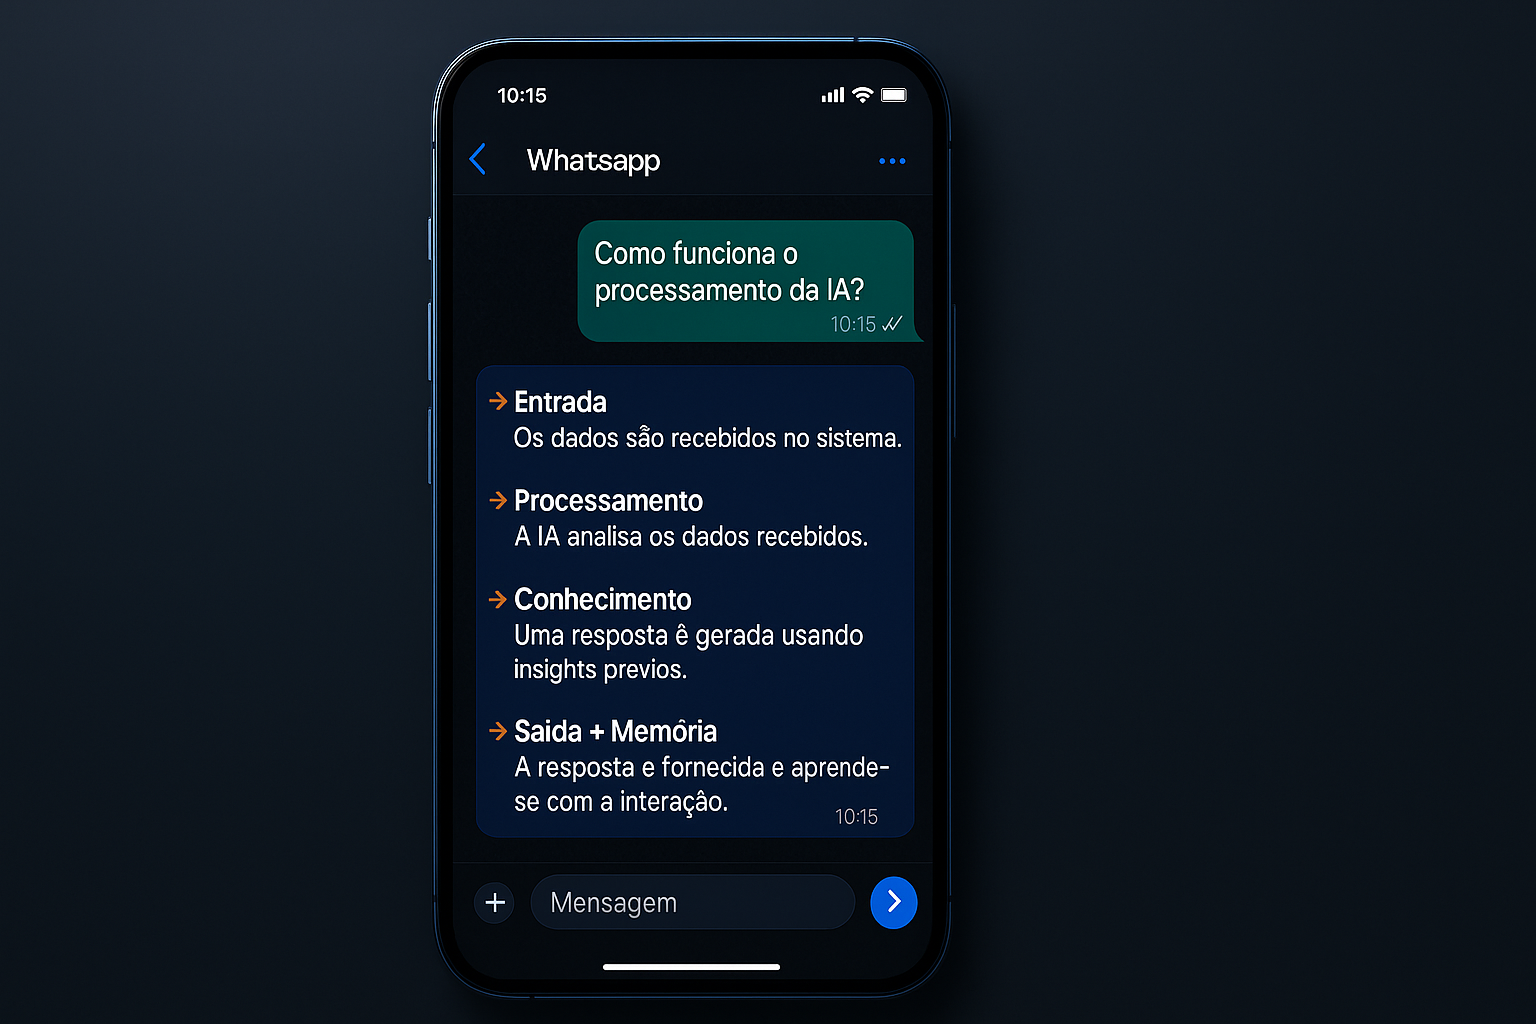 10:15
Whatsapp
Como funciona o
processamento da IA?
10:15
Entrada
Os dados são recebidos no sistema.
Processamento
A IA analisa os dados recebidos.
Conhecimento
Uma resposta ê gerada usando
insights previos.
Saida + Memôria
A resposta e fornecida e aprende-
se com a interaçâo.
10:15
Mensagem